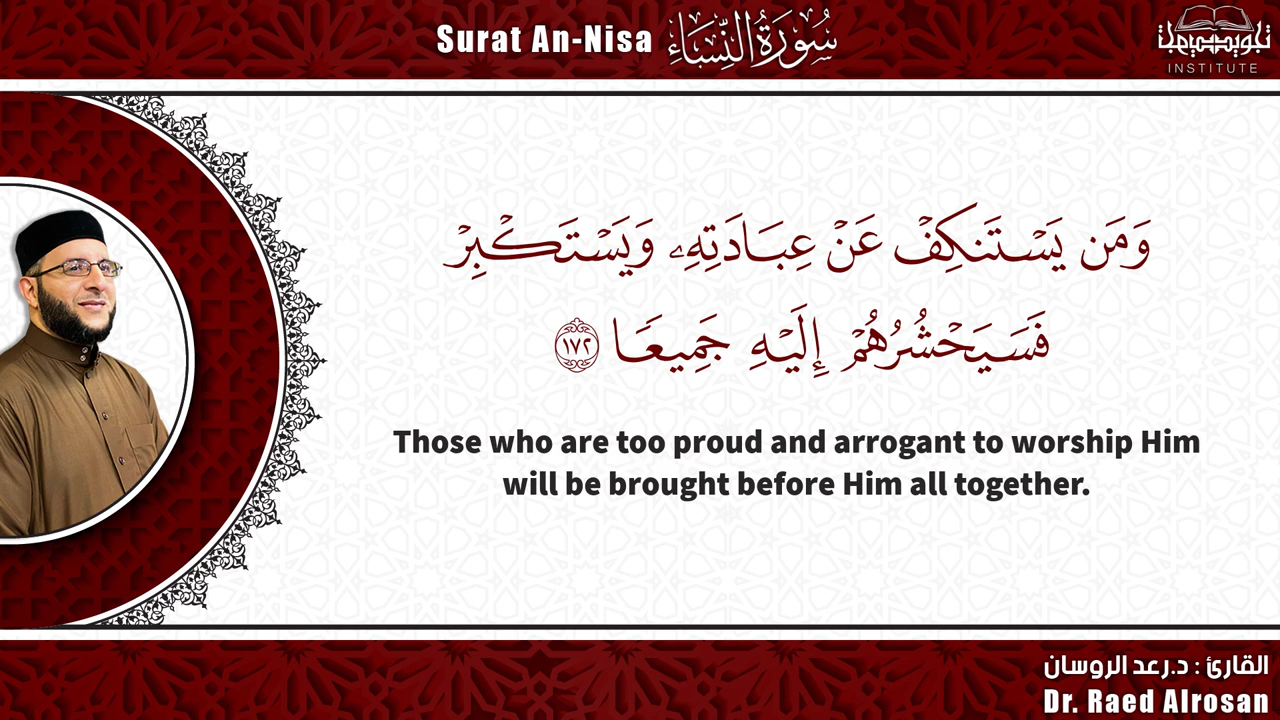 Surat An-Nisa سُورَةُ النِّسَاءِ
INSTITUTE
وَمَن يَسْتَنكِفْ عَنْ عِبَادَتِهِۦ وَيَسْتَكْبِرْ
فَسَيَحْشُرُهُمْ إِلَيْهِ جَمِيعًا ١٧٢
Those who are too proud and arrogant to worship Him
will be brought before Him all together.
القارئ : د.رعد الروسان
Dr. Raed Alrosan